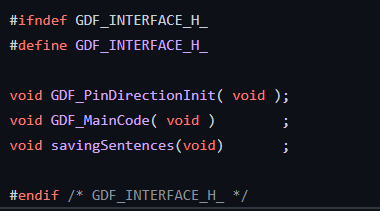 #ifndef GDF_INTERFACE_H_
#define GDF_INTERFACE_H_
void GDF_PinDirectionInit( void );
void GDF_MainCode( void )        ;
void savingSentences(void)       ;
#endif /* GDF_INTERFACE_H_ */